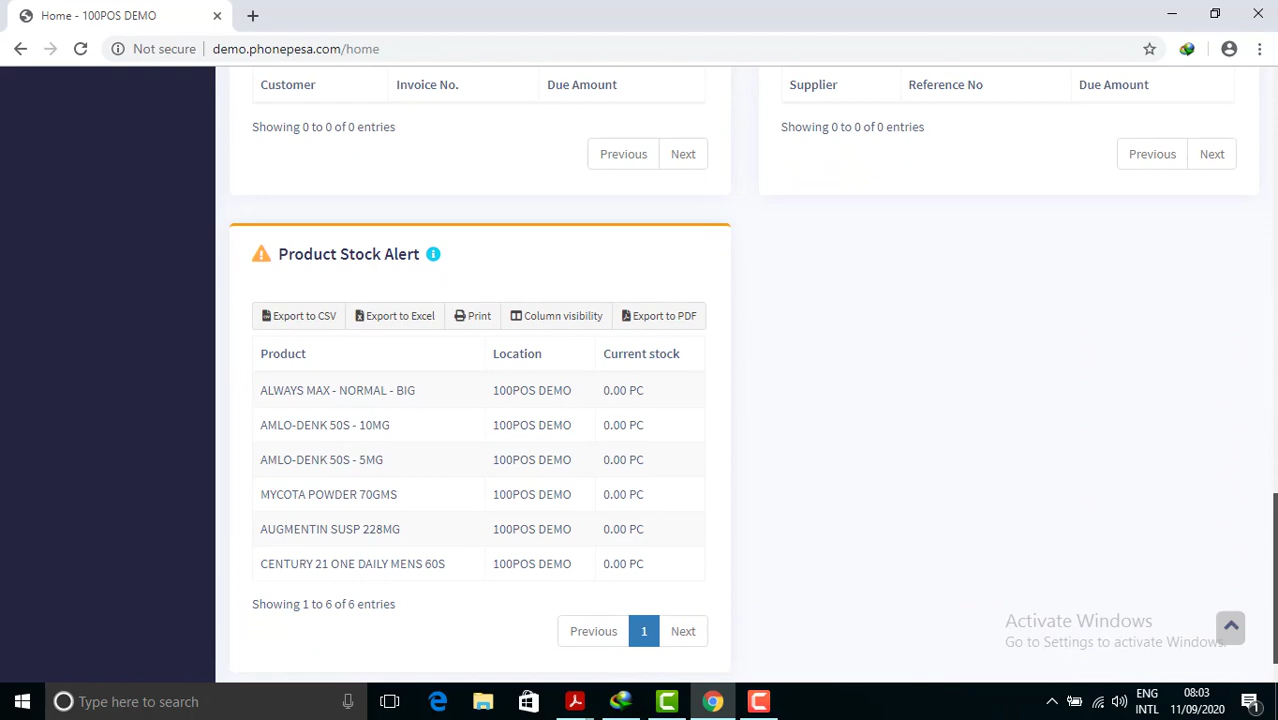 Home - 100POS DEMO
Not secure
demo.phonepesa.com/home
Customer Invoice No. Due Amount
Supplier Reference No Due Amount
Showing 0 to 0 of 0 entries
Showing 0 to 0 of 0 entries
Previous Next
Previous Next
Product Stock Alert
Export to CSV Export to Excel Print Column visibility Export to PDF
Product Location Current stock
ALWAYS MAX - NORMAL - BIG 100POS DEMO 0.00 PC
AMLO-DENK 50S - 10MG 100POS DEMO 0.00 PC
AMLO-DENK 50S - 5MG 100POS DEMO 0.00 PC
MYCOTA POWDER 70GMS 100POS DEMO 0.00 PC
AUGMENTIN SUSP 228MG 100POS DEMO 0.00 PC
CENTURY 21 ONE DAILY MENS 60S 100POS DEMO 0.00 PC
Showing 1 to 6 of 6 entries
Previous 1 Next
Activate Windows
Go to Settings to activate Windows.
Type here to search
ENG 08:03
INTL 11/09/2020
1